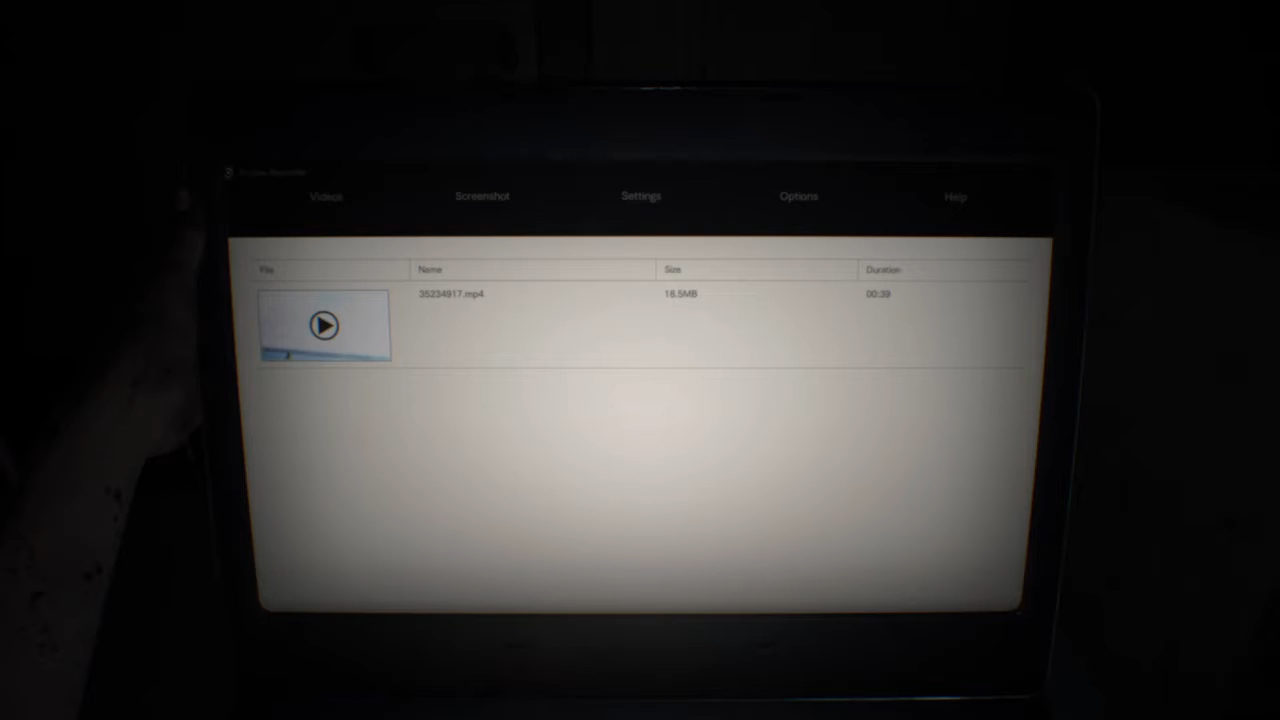 Videos Screenshot Settings Options Help
File Name Size Duration
35234917.mp4 18.5MB 00:39